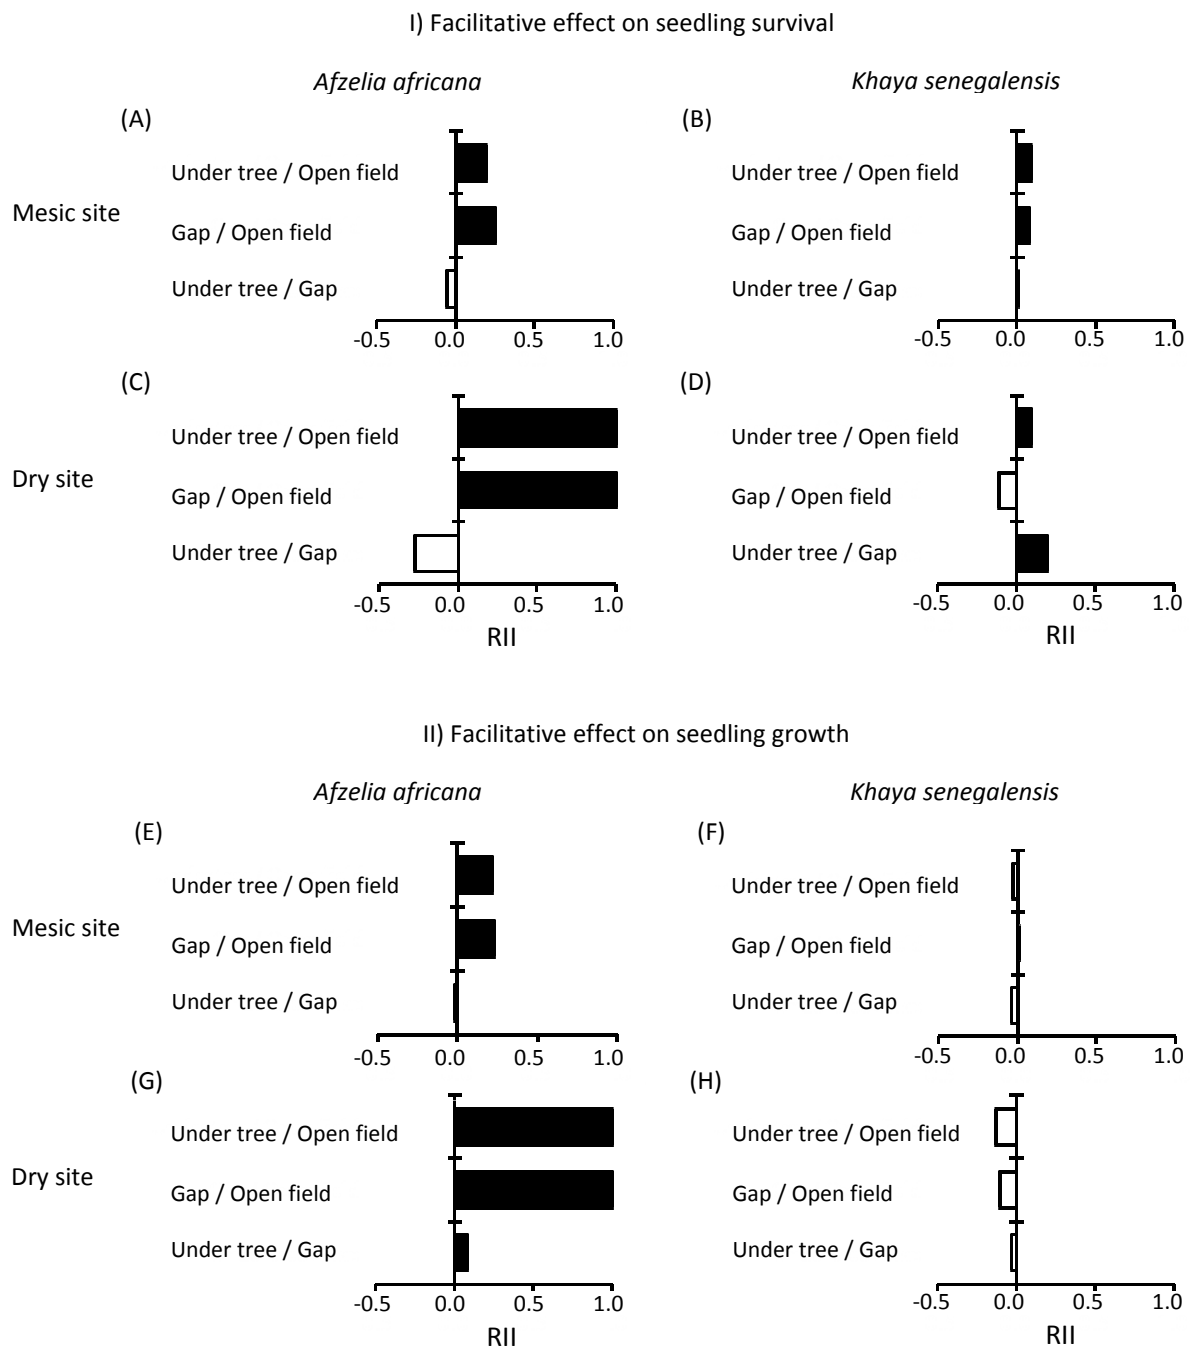 I) Facilitative effect on seedling survival
Afzelia africana Khaya senegalensis
(A) (B)
Under tree / Open field Under tree / Open field
Mesic site
Gap / Open field Gap / Open field
Under tree / Gap Under tree / Gap
-0.5 0.0 0.5 1.0 -0.5 0.0 0.5 1.0
(C) (D)
Under tree / Open field Under tree / Open field
Dry site
Gap / Open field Gap / Open field
Under tree / Gap Under tree / Gap
-0.5 0.0 0.5 1.0 -0.5 0.0 0.5 1.0
RII RII
II) Facilitative effect on seedling growth
Afzelia africana Khaya senegalensis
(E) (F)
Under tree / Open field Under tree / Open field
Mesic site
Gap / Open field Gap / Open field
Under tree / Gap Under tree / Gap
-0.5 0.0 0.5 1.0 -0.5 0.0 0.5 1.0
(G) (H)
Under tree / Open field Under tree / Open field
Dry site
Gap / Open field Gap / Open field
Under tree / Gap Under tree / Gap
-0.5 0.0 0.5 1.0 -0.5 0.0 0.5 1.0
RII RII